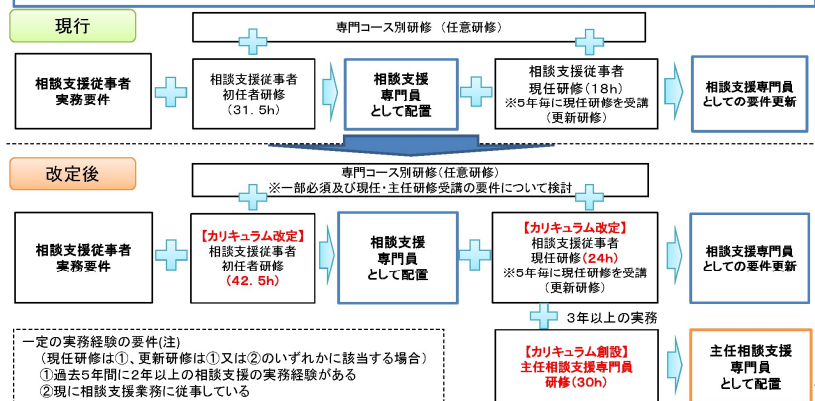 現行
専門コース別研修（任意研修）
相談支援従事者
実務要件
相談支援従事者
初任者研修
（31．5h）
相談支援
専門員
として配置
相談支援従事者
現任研修（18h）
※5年毎に現任研修を受講
（更新研修）
相談支援専門員
としての要件更新
改定後
専門コース別研修（任意研修）
※一部必須及び現任・主任研修受講の要件について検討
相談支援従事者
実務要件
【カリキュラム改定】
相談支援従事者
初任者研修
（42．5h）
相談支援
専門員
として配置
【カリキュラム改定】
相談支援従事者
現任研修（24h）
※5年毎に現任研修を受講
（更新研修）
相談支援専門員
としての要件更新
3年以上の実務
一定の実務経験の要件(注)
（現任研修は①、更新研修は①又は②のいずれかに該当する場合）
①過去5年間に2年以上の相談支援の実務経験がある
②現に相談支援業務に従事している
【カリキュラム創設】
主任相談支援専門員
研修（30h）
主任相談支援
専門員
として配置